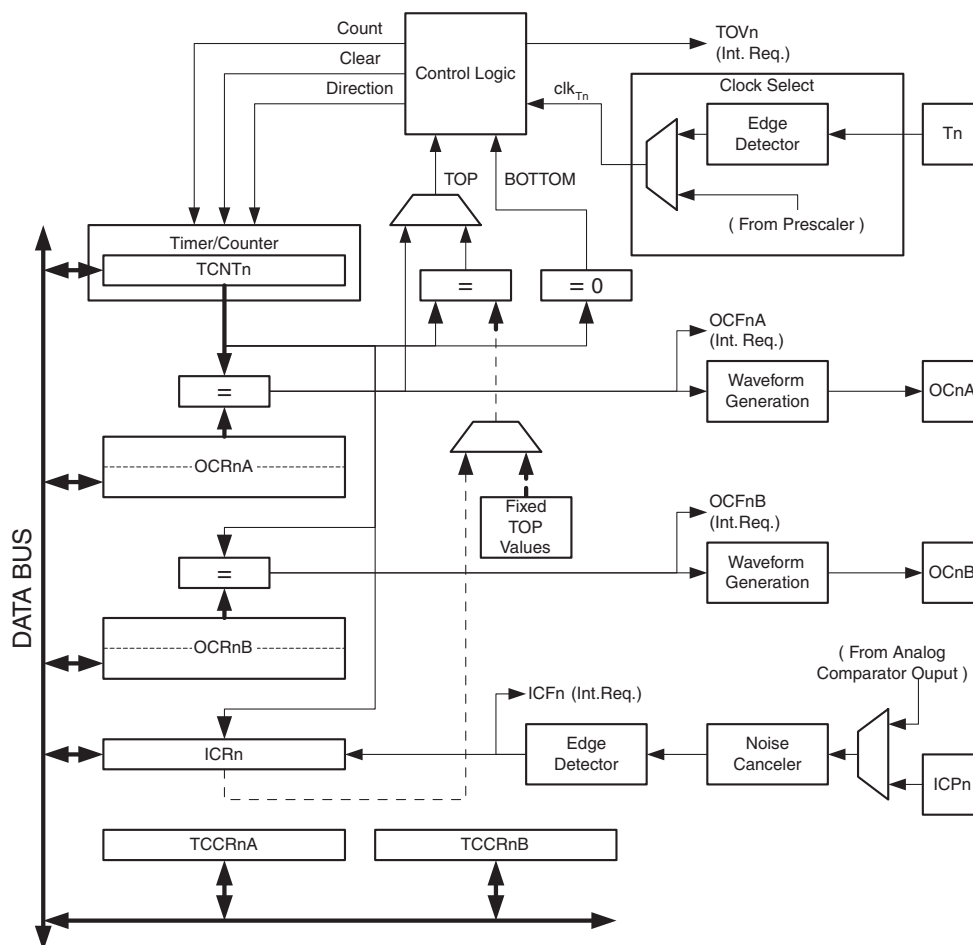 Count
Clear
Direction
Control Logic
TOVn
(Int. Req.)
Clock Select
clkTn
Edge
Detector
Tn
TOP
BOTTOM
( From Prescaler )
Timer/Counter
TCNTn
=
= 0
OCFnA
(Int. Req.)
=
Waveform
Generation
OCnA
OCRnA
Fixed
TOP
Values
OCFnB
(Int.Req.)
=
Waveform
Generation
OCnB
DATA BUS
OCRnB
( From Analog
Comparator Ouput )
ICFn (Int.Req.)
ICRn
Edge
Detector
Noise
Canceler
ICPn
TCCRnA
TCCRnB